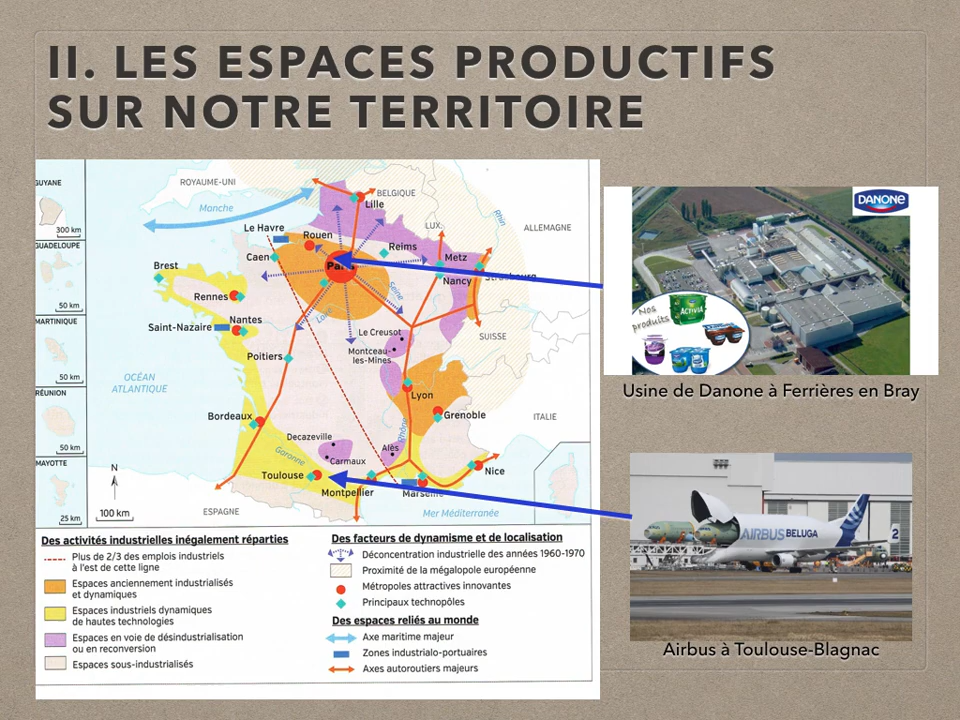 II. LES ESPACES PRODUCTIFS
SUR NOTRE TERRITOIRE
GUYANE
300 km
GUADELOUPE
50 km
MARTINIQUE
50 km
RÉUNION
50 km
MAYOTTE
25 km
ROYAUME-UNI
Manche
BELGIQUE
Lille
LUX.
Rhin
ALLEMAGNE
Le Havre
Rouen
Reims
Caen
Metz
Paris
Strasbourg
Nancy
Seine
Brest
Rennes
Loire
Nantes
Saint-Nazaire
Le Creusot
SUISSE
Montceau-
les-Mines
Poitiers
OCÉAN
ATLANTIQUE
Lyon
Grenoble
ITALIE
Bordeaux
Rhône
Decazeville
Alès
Garonne
Carmaux
Nice
Toulouse
Montpellier
Marseille
N
100 km
ESPAGNE
Mer Méditerranée
Des activités industrielles inégalement réparties
Plus de 2/3 des emplois industriels
à l'est de cette ligne
Espaces anciennement industrialisés
et dynamiques
Espaces industriels dynamiques
de hautes technologies
Espaces en voie de désindustrialisation
ou en reconversion
Espaces sous-industrialisés
Des facteurs de dynamisme et de localisation
Déconcentration industrielle des années 1960-1970
Proximité de la mégalopole européenne
Métropoles attractives innovantes
Principaux technopôles
Des espaces reliés au monde
Axe maritime majeur
Zones industrialo-portuaires
Axes autoroutiers majeurs
DANONE
Nos
produits
ACTIVIA
Usine de Danone à Ferrières en Bray
AIRBUS BELUGA
2
Airbus à Toulouse-Blagnac